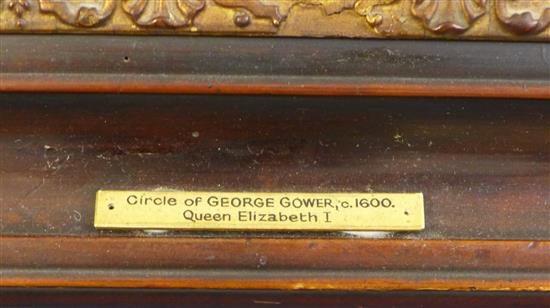 Circle of GEORGE GOWER, c.1600.
Queen Elizabeth I